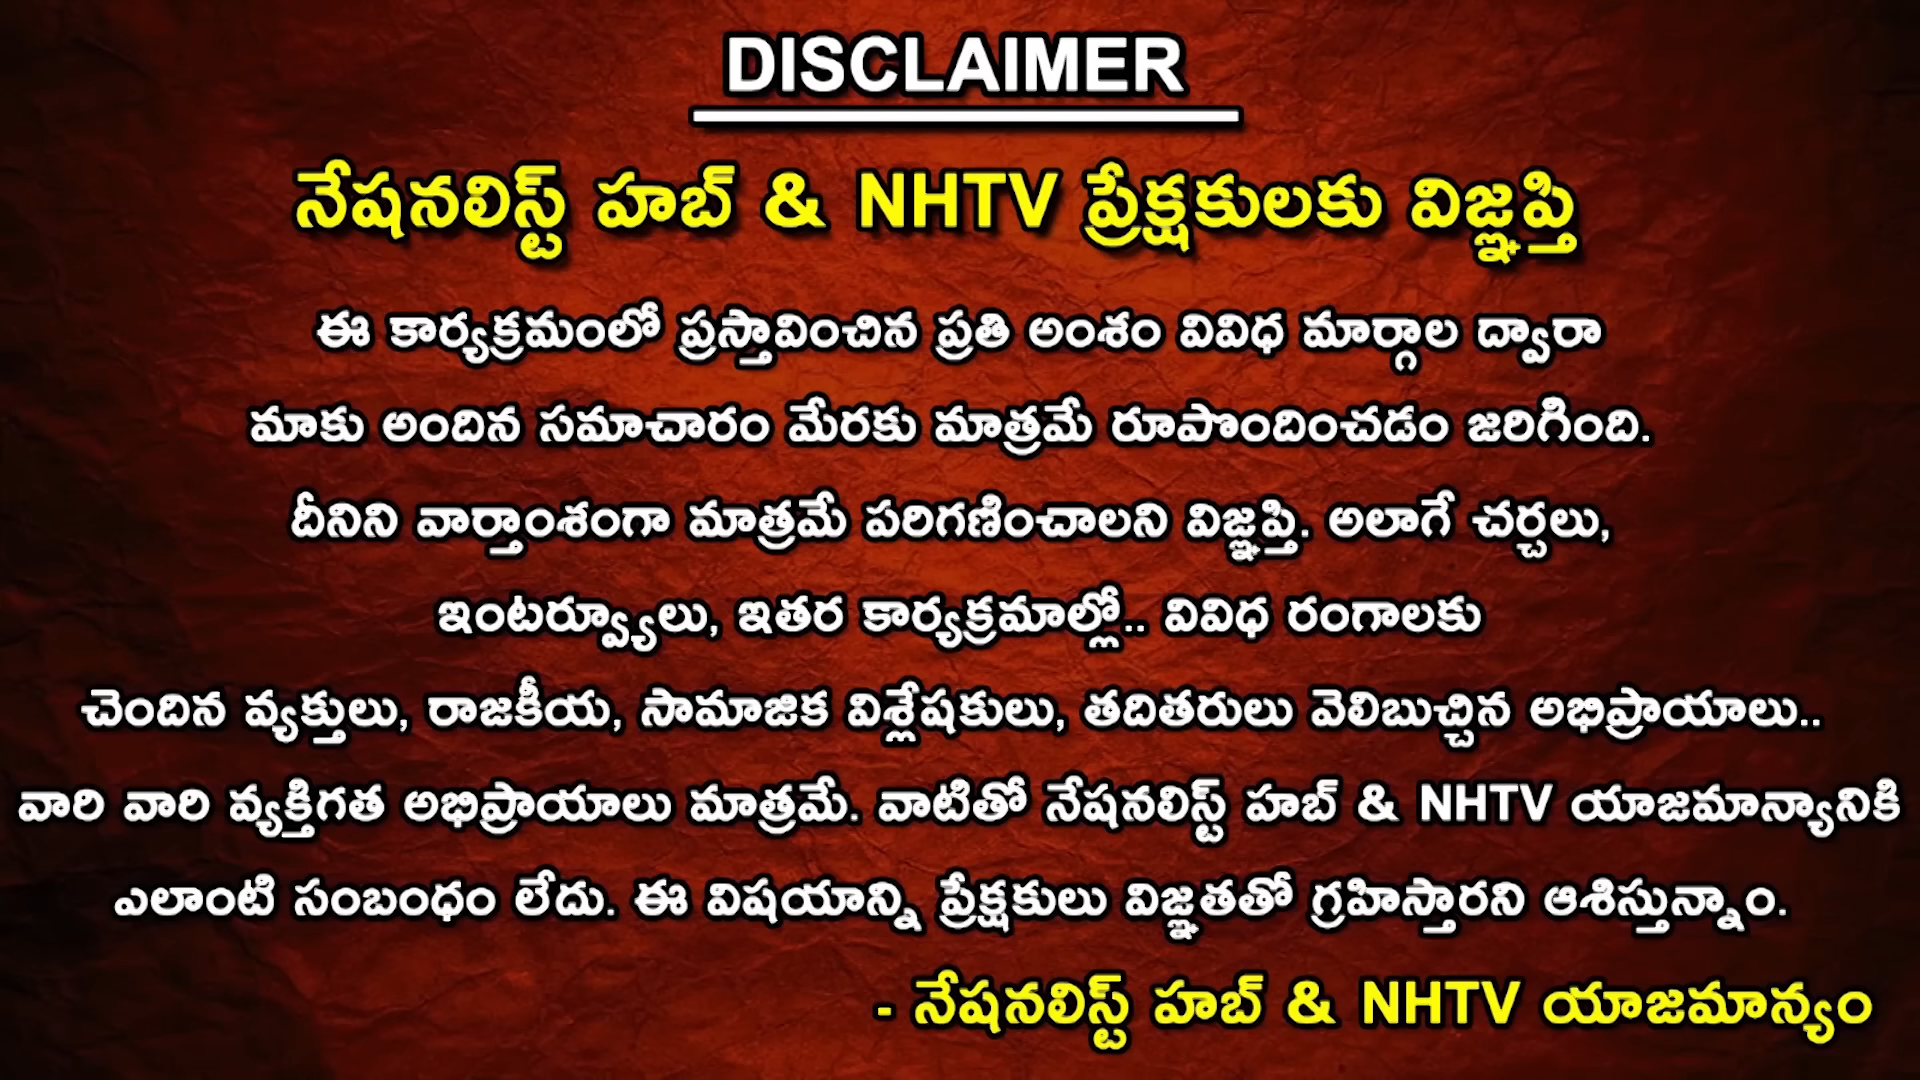 DISCLAIMER
నేషనలిస్ట్ హబ్ & NHTV ప్రేక్షకులకు విజ్ఞప్తి
ఈ కార్యక్రమంలో ప్రస్తావించిన ప్రతి అంశం వివిధ మార్గాల ద్వారా
మాకు అందిన సమాచారం మేరకు మాత్రమే రూపొందించడం జరిగింది.
దీనిని వార్తాంశంగా మాత్రమే పరిగణించాలని విజ్ఞప్తి. అలాగే చర్చలు,
ఇంటర్వ్యూలు, ఇతర కార్యక్రమాల్లో.. వివిధ రంగాలకు
చెందిన వ్యక్తులు, రాజకీయ, సామాజిక విశ్లేషకులు, తదితరులు వెలిబుచ్చిన అభిప్రాయాలు..
వారి వారి వ్యక్తిగత అభిప్రాయాలు మాత్రమే. వాటితో నేషనలిస్ట్ హబ్ & NHTV యాజమాన్యానికి
ఎలాంటి సంబంధం లేదు. ఈ విషయాన్ని ప్రేక్షకులు విజ్ఞతతో గ్రహిస్తారని ఆశిస్తున్నాం.
- నేషనలిస్ట్ హబ్ & NHTV యాజమాన్యం